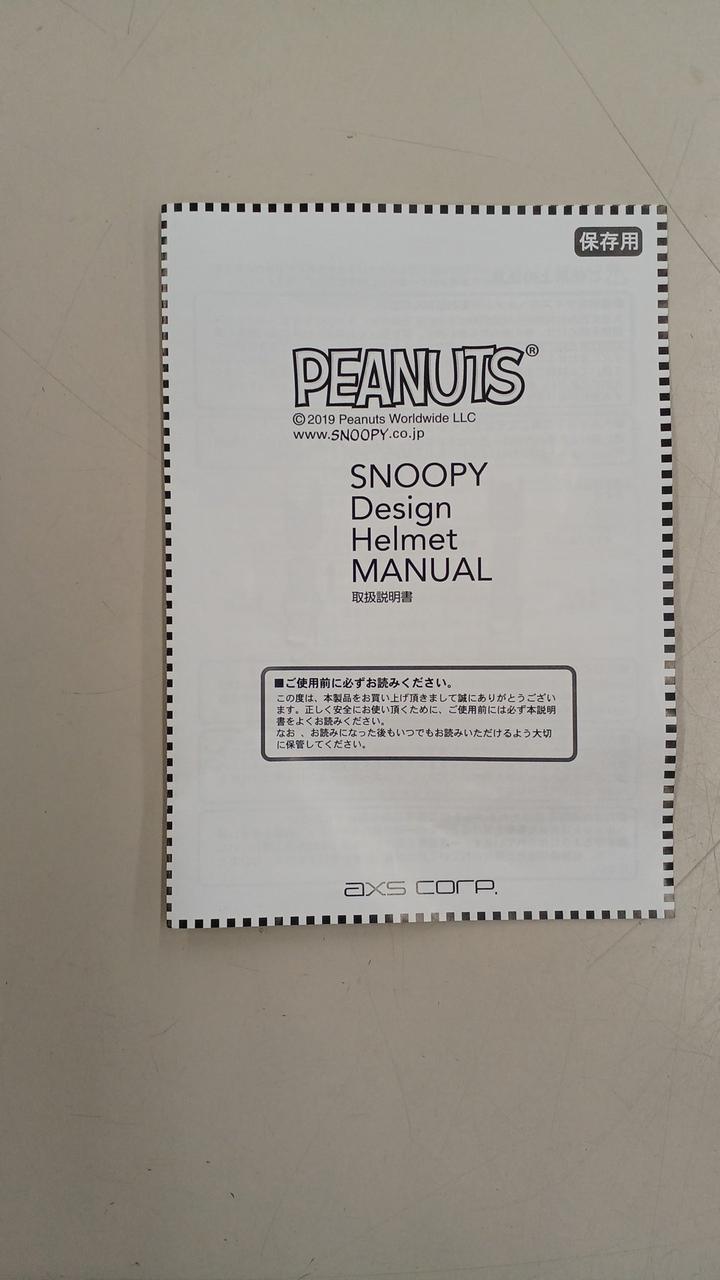 保存用
PEANUTS®
©2019 Peanuts Worldwide LLC
www.SNOOPY.co.jp
SNOOPY
Design
Helmet
MANUAL
取扱説明書
■ご使用前に必ずお読みください。
この度は、本製品をお買い上げ頂きまして誠にありがとうござい
ます。正しく安全にお使い頂くために、ご使用前には必ず本説明
書をよくお読みください。
なお 、お読みになった後もいつでもお読みいただけるよう大切
に保管してください。
axs corp.